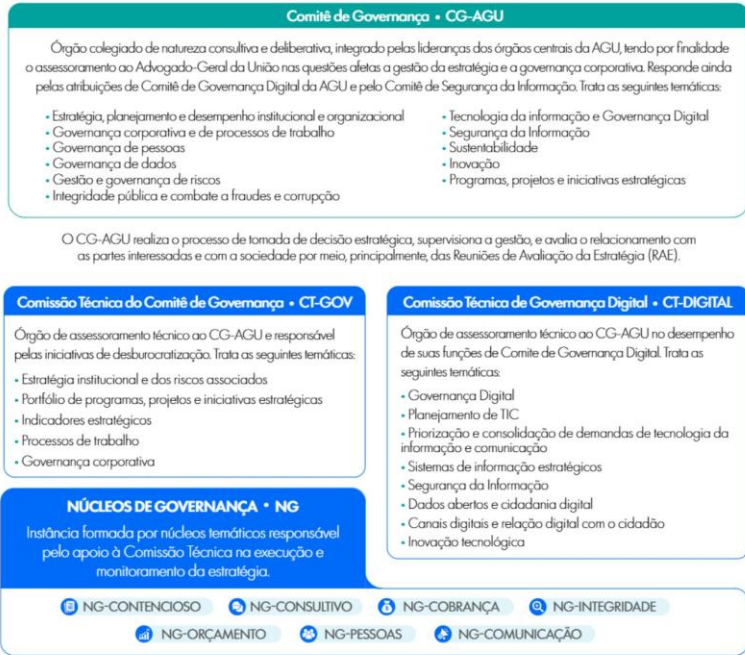 Comitê de Governança • CG-AGU
Órgão colegiado de natureza consultiva e deliberativa, integrado pelas lideranças dos órgãos centrais da AGU, tendo por finalidade
o assessoramento ao Advogado-Geral da União nas questões afetas a gestão da estratégia e a governança corporativa. Responde ainda
pelas atribuições de Comitê de Governança Digital da AGU e pelo Comitê de Segurança da Informação. Trata as seguintes temáticas:
• Estratégia, planejamento e desempenho institucional e organizacional
• Governança corporativa e de processos de trabalho
• Governança de pessoas
• Governança de dados
• Gestão e governança de riscos
• Integridade pública e combate a fraudes e corrupção
• Tecnologia da informação e Governança Digital
• Segurança da Informação
• Sustentabilidade
• Inovação
• Programas, projetos e iniciativas estratégicas
O CG-AGU realiza o processo de tomada de decisão estratégica, supervisiona a gestão, e avalia o relacionamento com
as partes interessadas e com a sociedade por meio, principalmente, das Reuniões de Avaliação da Estratégia (RAE).
Comissão Técnica do Comitê de Governança • CT-GOV
Órgão de assessoramento técnico ao CG-AGU e responsável
pelas iniciativas de desburocratização. Trata as seguintes temáticas:
• Estratégia institucional e dos riscos associados
• Portfólio de programas, projetos e iniciativas estratégicas
• Indicadores estratégicos
• Processos de trabalho
• Governança corporativa
Comissão Técnica de Governança Digital • CT-DIGITAL
Órgão de assessoramento técnico ao CG-AGU no desempenho
de suas funções de Comite de Governança Digital. Trata as
seguintes temáticas:
• Governança Digital
• Planejamento de TIC
• Priorização e consolidação de demandas de tecnologia da
informação e comunicação
• Sistemas de informação estratégicos
• Segurança da Informação
• Dados abertos e cidadania digital
• Canais digitais e relação digital com o cidadão
• Inovação tecnológica
NÚCLEOS DE GOVERNANÇA • NG
Instância formada por núcleos temáticos responsável
pelo apoio à Comissão Técnica na execução e
monitoramento da estratégia.
NG-CONTENCIOSO NG-CONSULTIVO NG-COBRANÇA NG-INTEGRIDADE
NG-ORÇAMENTO NG-PESSOAS NG-COMUNICAÇÃO